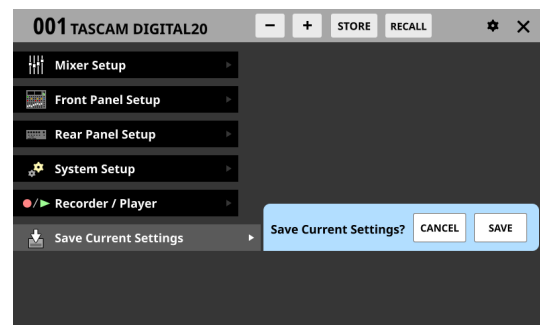 001 TASCAM DIGITAL20 − + STORE RECALL
Mixer Setup
Front Panel Setup
Rear Panel Setup
System Setup
Recorder / Player
Save Current Settings
Save Current Settings? CANCEL SAVE